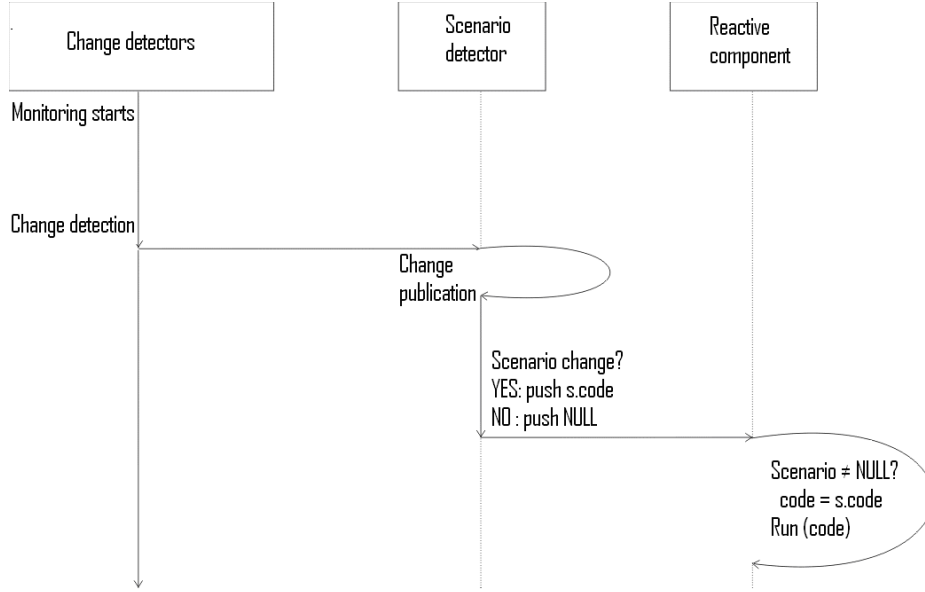 Change detectors
Scenario
detector
Reactive
component
Monitoring starts
Change detection
Change
publication
Scenario change?
YES: push s.code
NO : push NULL
Scenario ≠ NULL?
code = s.code
Run (code)